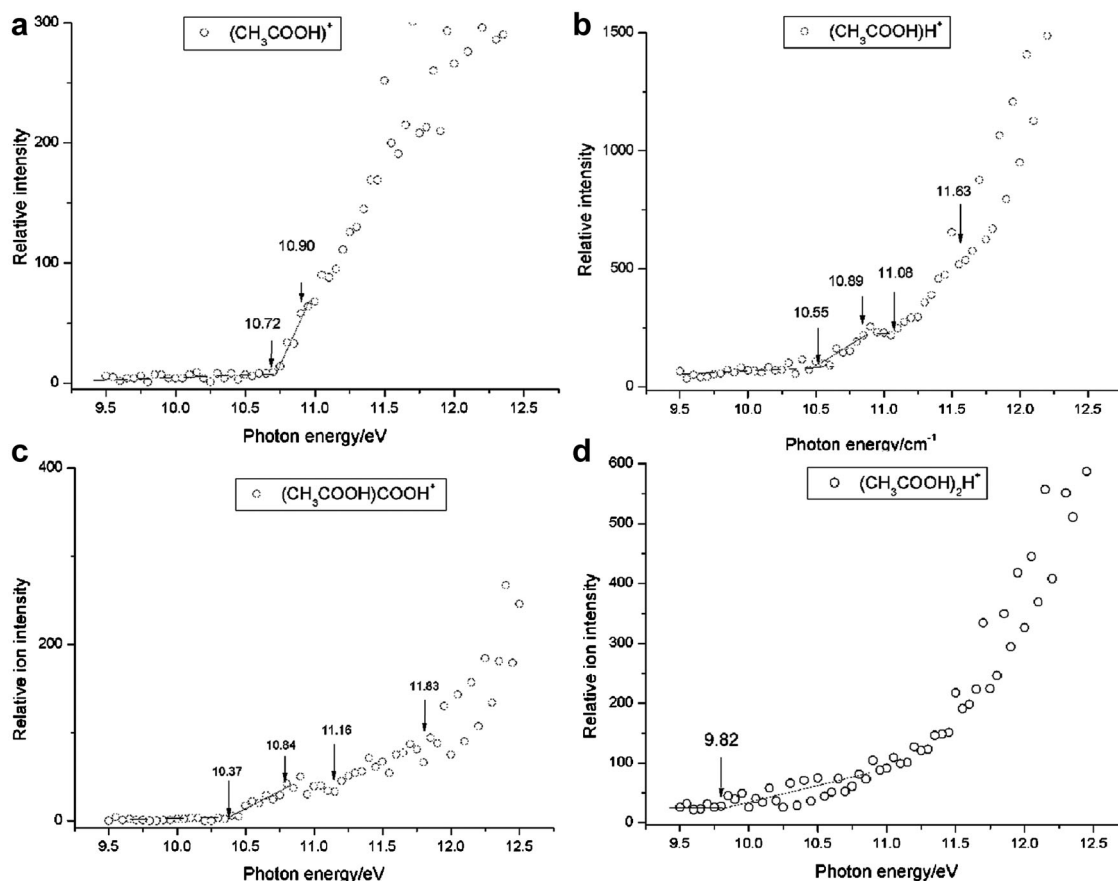 a
(CH₃COOH)⁺
300
200
100
0
Relative intensity
10.72
10.90
9.5 10.0 10.5 11.0 11.5 12.0 12.5
Photon energy/eV
b
(CH₃COOH)H⁺
1500
1000
500
0
Relative intensity
10.55
10.89
11.08
11.63
9.5 10.0 10.5 11.0 11.5 12.0 12.5
Photon energy/cm⁻¹
c
(CH₃COOH)COOH⁺
400
200
0
Relative ion intensity
10.37
10.84
11.16
11.83
9.5 10.0 10.5 11.0 11.5 12.0 12.5
Photon energy/eV
d
(CH₃COOH)₂H⁺
600
500
400
300
200
100
0
Relative ion intensity
9.82
9.5 10.0 10.5 11.0 11.5 12.0 12.5
Photon energy/eV